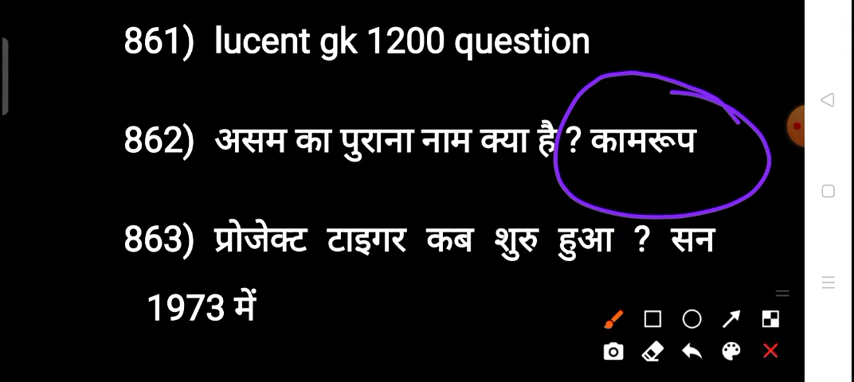 861) lucent gk 1200 question
862) असम का पुराना नाम क्या है ? कामरूप
863) प्रोजेक्ट टाइगर कब शुरु हुआ ? सन
1973 में